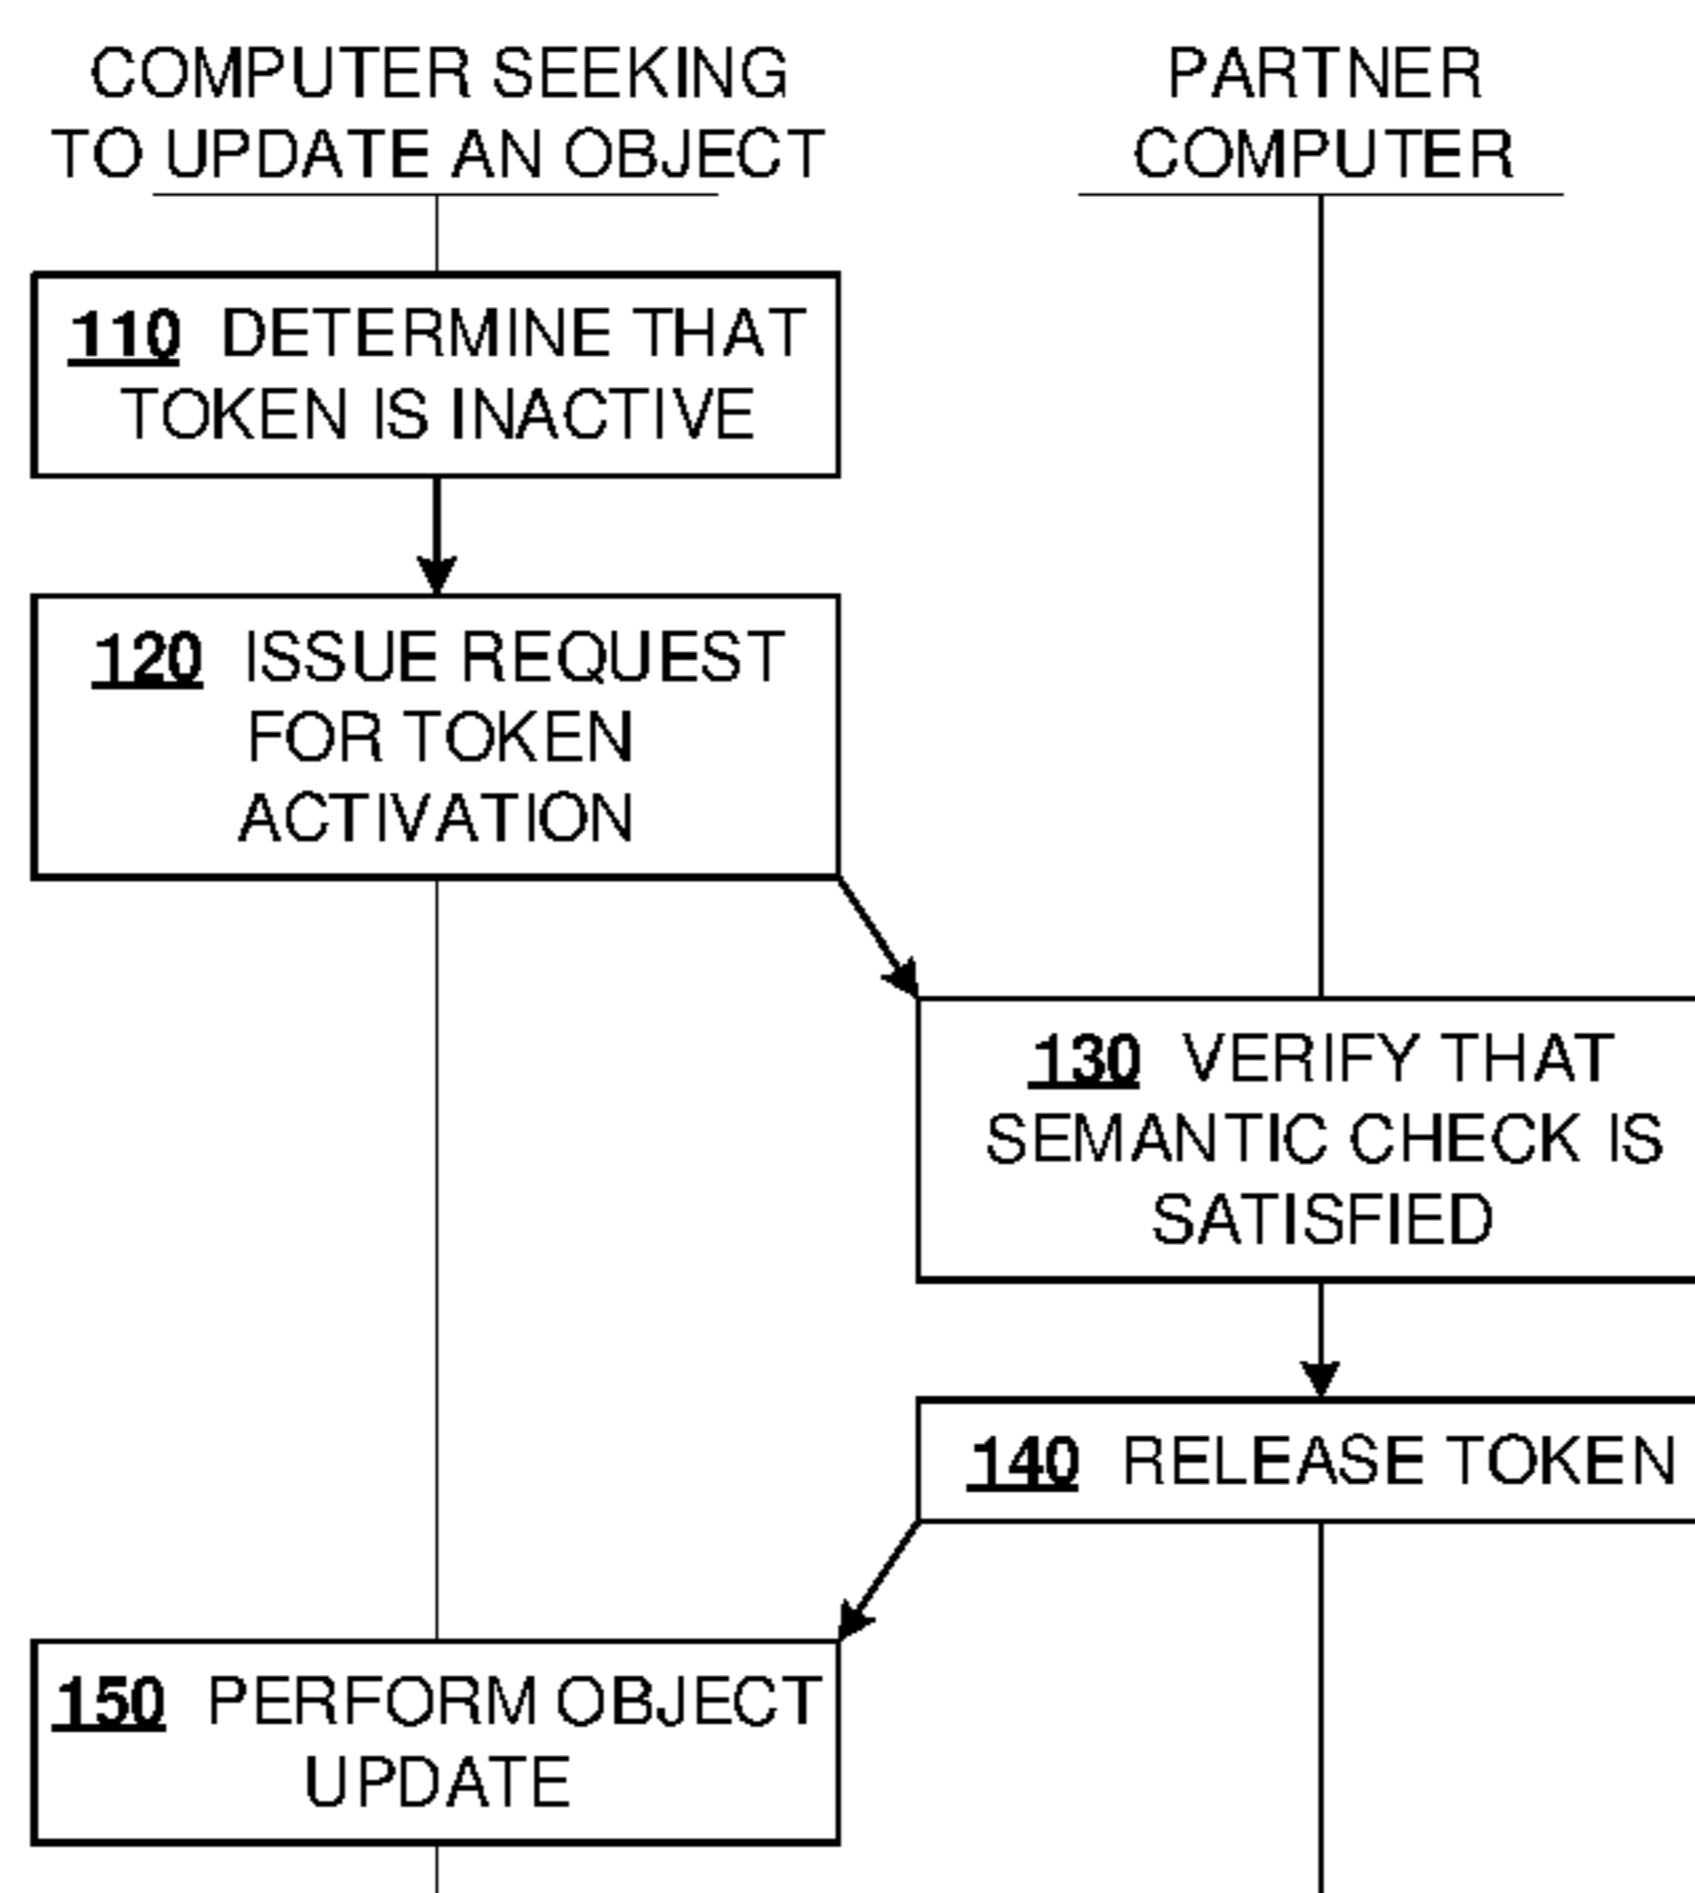 COMPUTER SEEKING
TO UPDATE AN OBJECT
PARTNER
COMPUTER
110 DETERMINE THAT
TOKEN IS INACTIVE
120 ISSUE REQUEST
FOR TOKEN
ACTIVATION
130 VERIFY THAT
SEMANTIC CHECK IS
SATISFIED
140 RELEASE TOKEN
150 PERFORM OBJECT
UPDATE